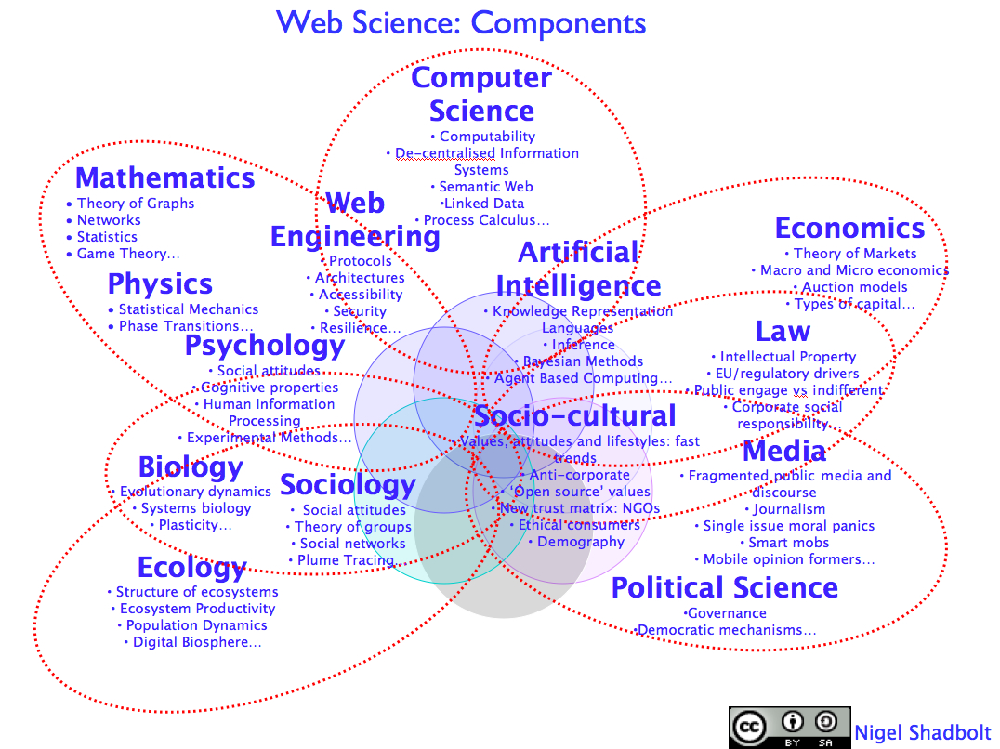 Web Science: Components
Computer
Science
• Computability
• De-centralised Information
Systems
• Semantic Web
•Linked Data
• Process Calculus...
Mathematics
• Theory of Graphs
• Networks
• Statistics
• Game Theory...
Web
Engineering
• Protocols
• Architectures
• Accessibility
• Security
• Resilience...
Artificial
Intelligence
• Knowledge Representation
Languages
• Inference
• Bayesian Methods
• Agent Based Computing...
Economics
• Theory of Markets
• Macro and Micro economics
• Auction models
• Types of capital...
Physics
• Statistical Mechanics
• Phase Transitions...
Law
• Intellectual Property
• EU/regulatory drivers
• Public engage vs indifferent
• Corporate social
responsibility...
Psychology
• Social attitudes
• Cognitive properties
• Human Information
Processing
• Experimental Methods...
Socio-cultural
• Values, attitudes and lifestyles: fast
trends
• Anti-corporate
• 'Open source' values
• New trust matrix: NGOs
• Ethical consumers
• Demography
Media
• Fragmented public media and
discourse
• Journalism
• Single issue moral panics
• Smart mobs
• Mobile opinion formers...
Biology
• Evolutionary dynamics
• Systems biology
• Plasticity...
Sociology
• Social attitudes
• Theory of groups
• Social networks
• Plume Tracing...
Ecology
• Structure of ecosystems
• Ecosystem Productivity
• Population Dynamics
• Digital Biosphere...
Political Science
•Governance
•Democratic mechanisms...
cc BY SA
Nigel Shadbolt